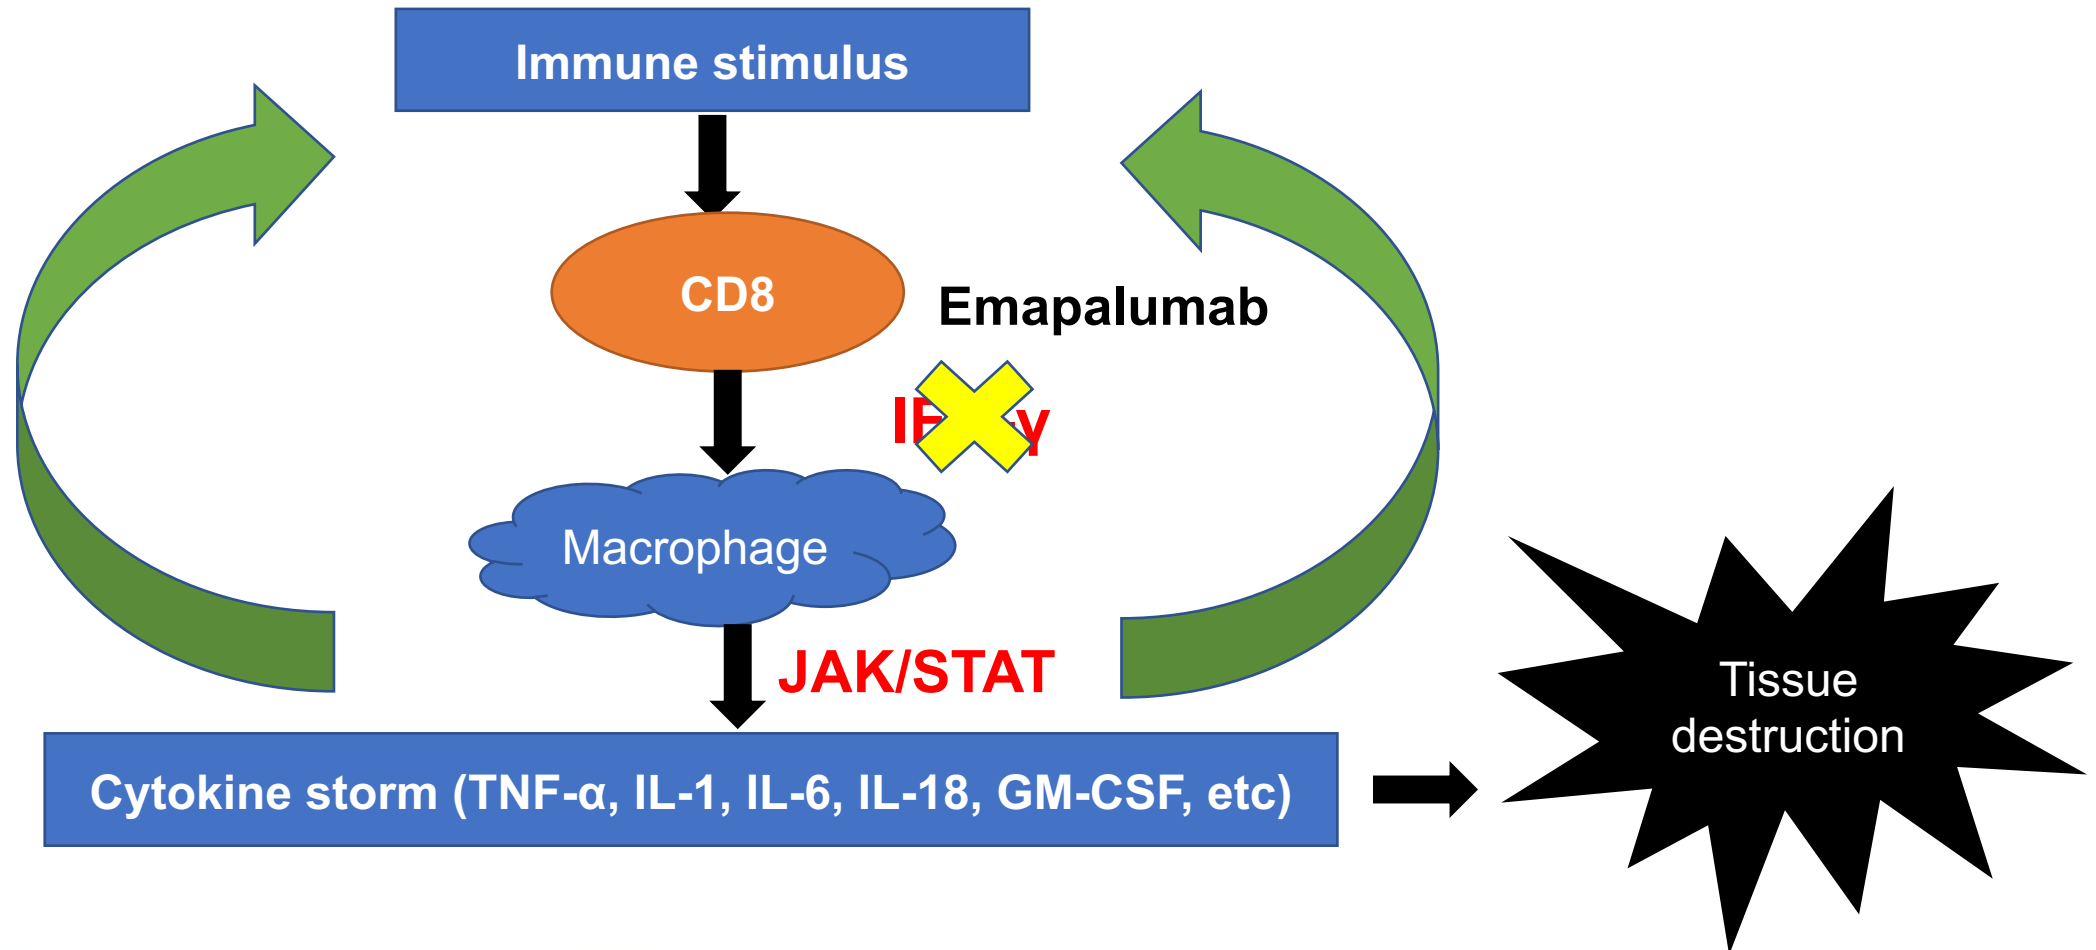 Immune stimulus
CD8
Emapalumab
Macrophage
JAK/STAT
Tissue
destruction
Cytokine storm (TNF-α, IL-1, IL-6, IL-18, GM-CSF, etc)